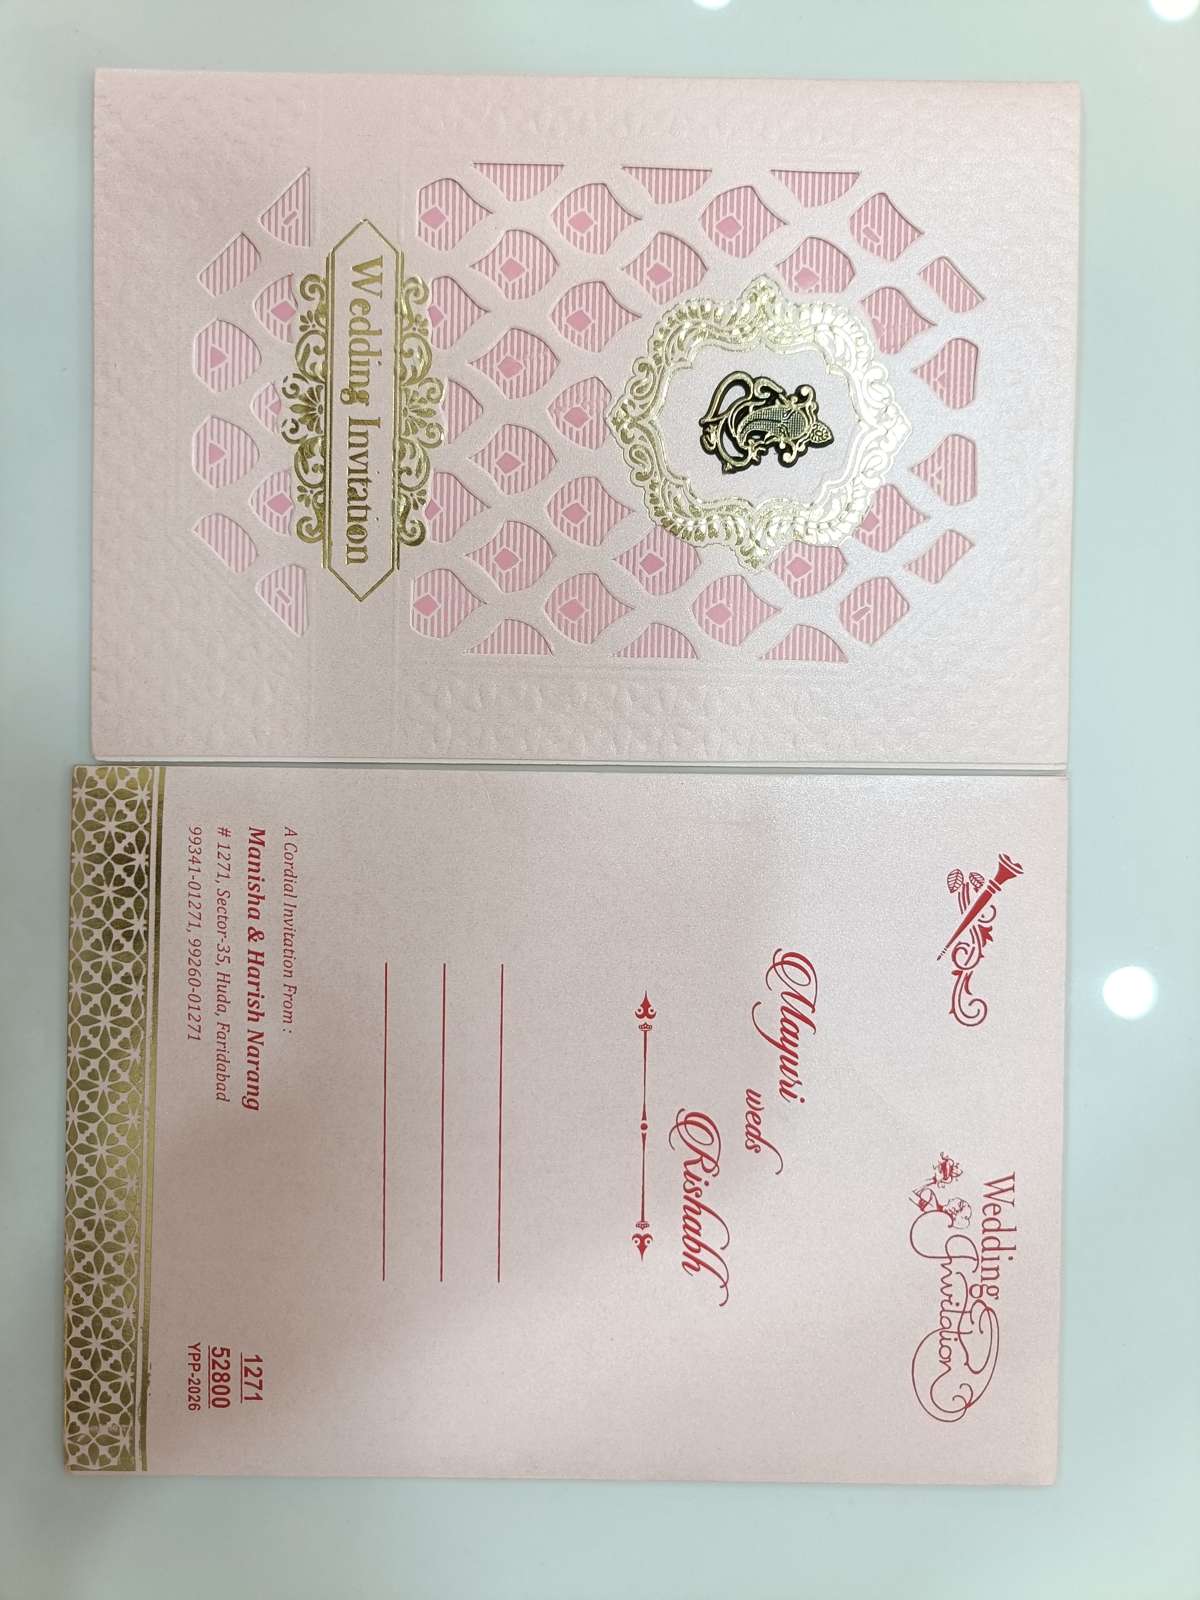 Wedding Invitation
Wedding
Invitation
Mayuri
weds
Rishabh
A Cordial Invitation From :
Manisha & Harish Narang
# 1271, Sector-35, Huda, Faridabad
99341-01271, 99260-01271
1271
52800
YPP-2026